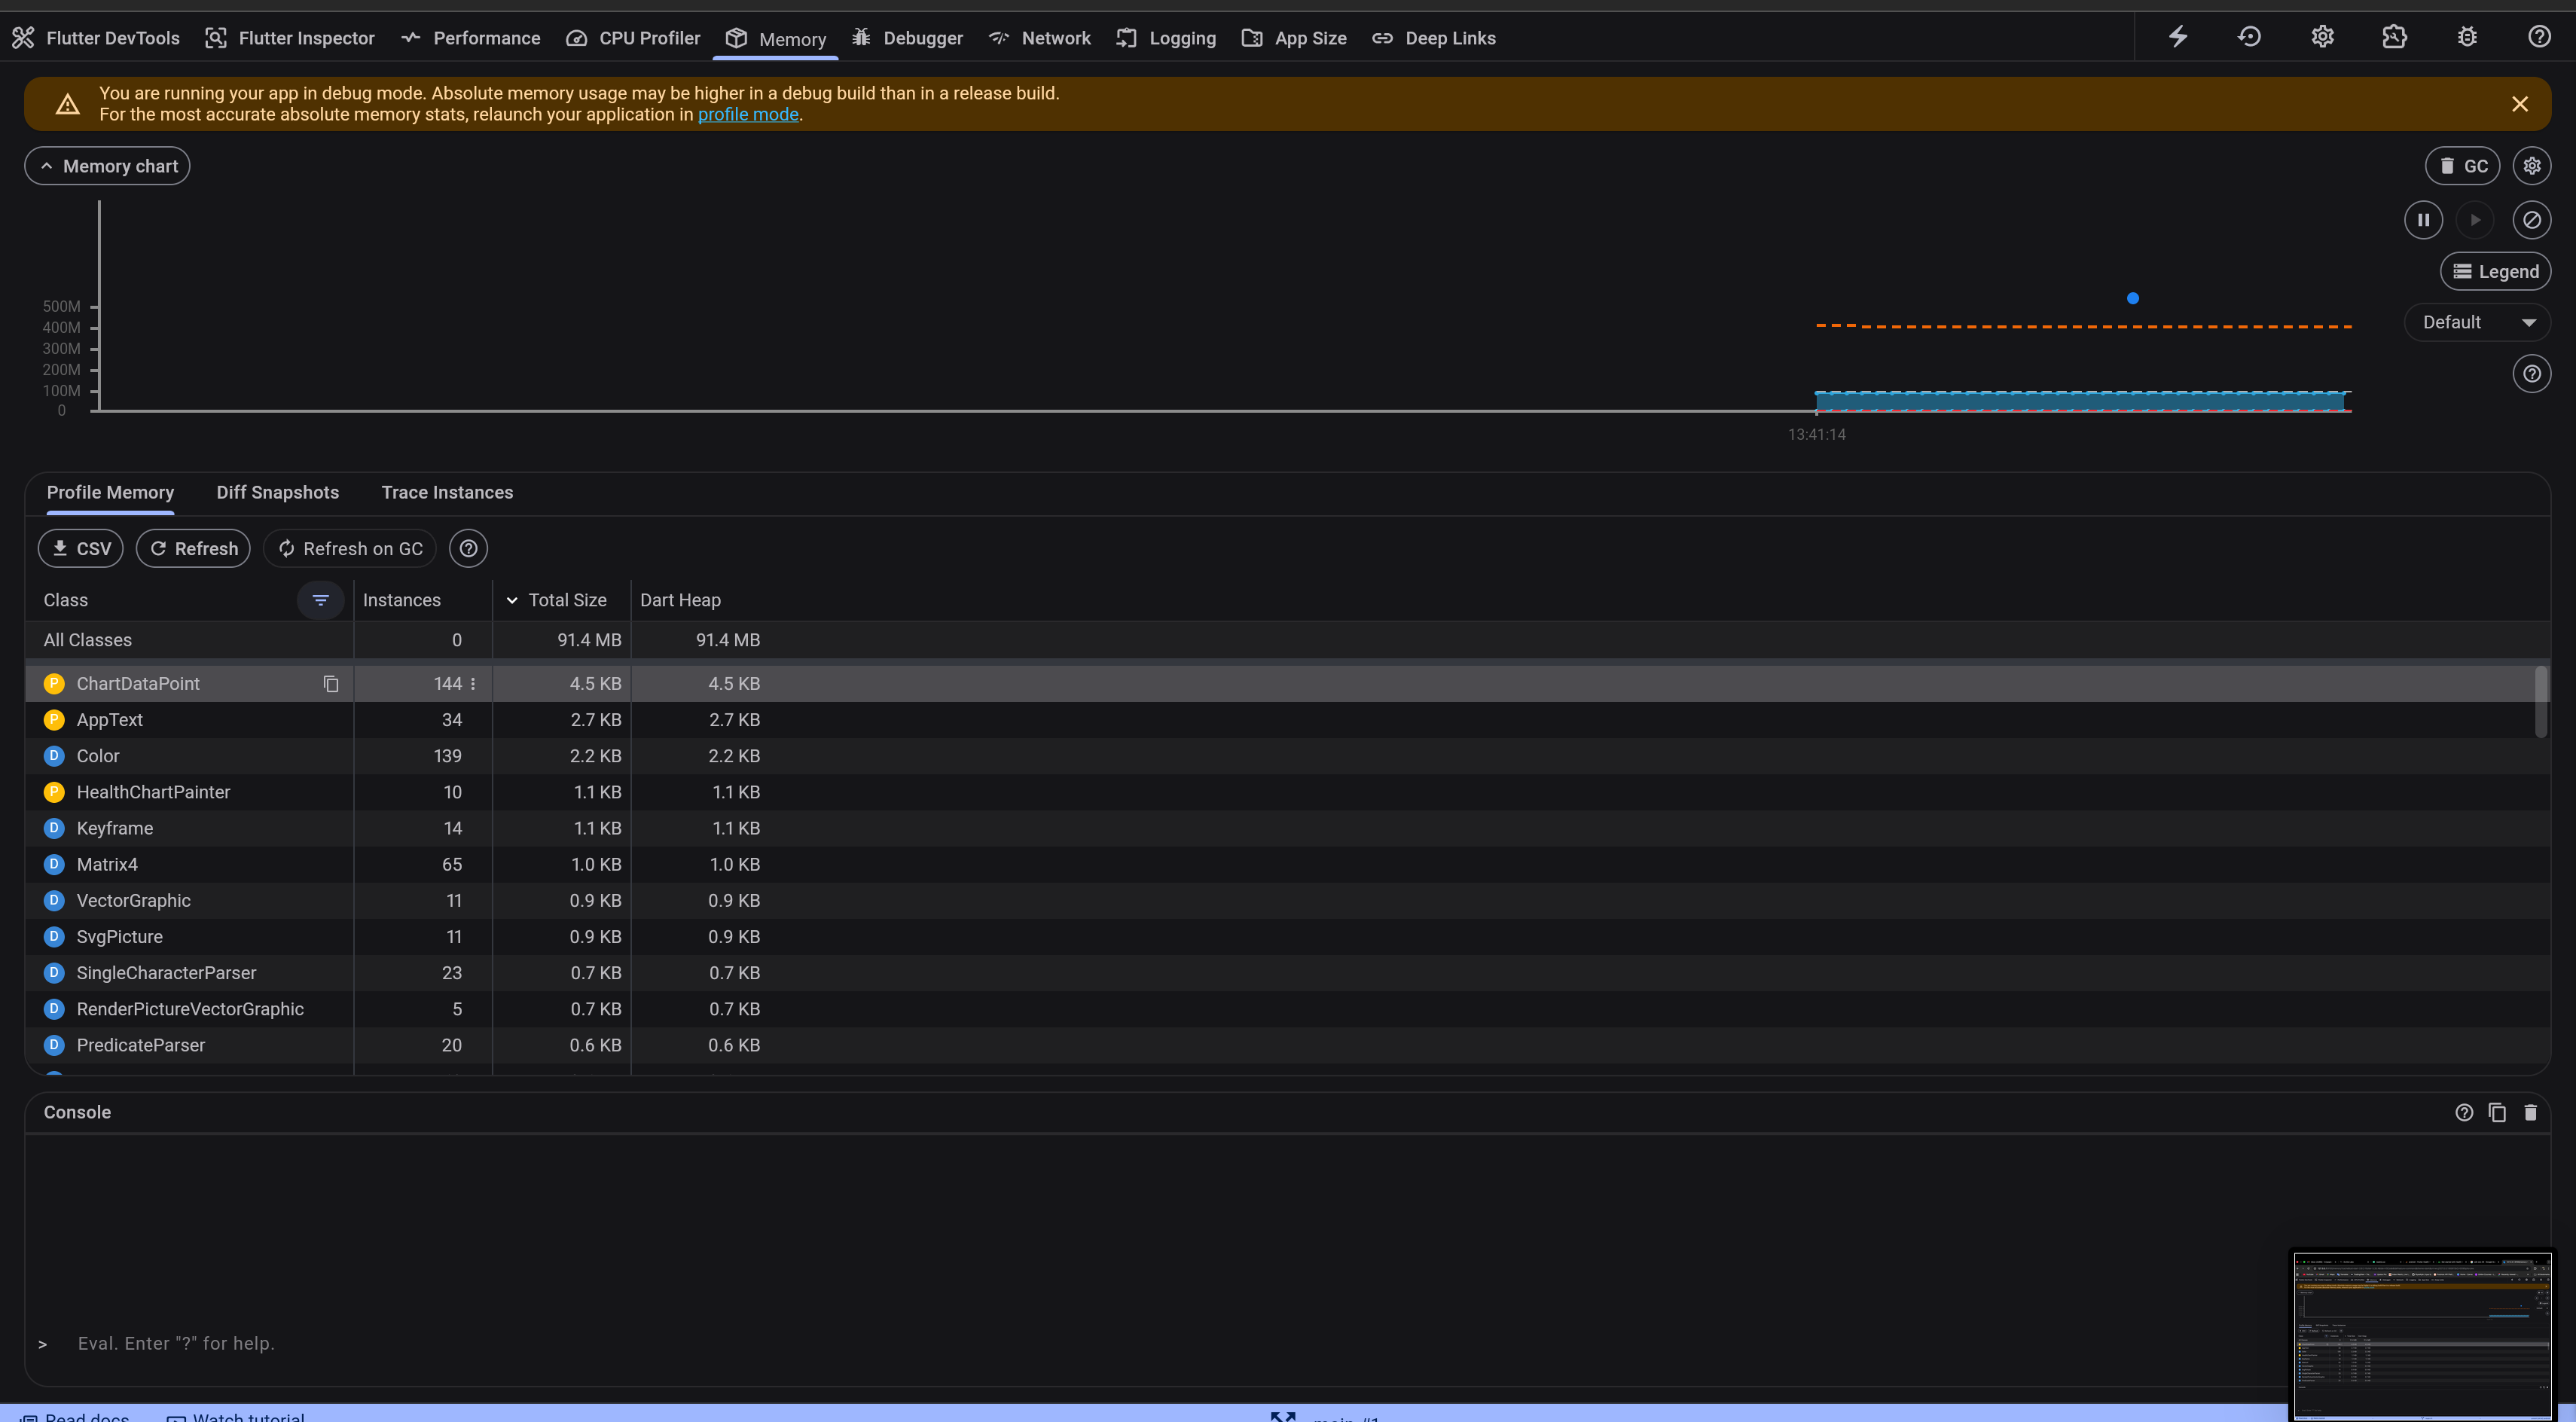 Flutter DevTools Flutter Inspector Performance CPU Profiler Memory Debugger Network Logging App Size Deep Links
You are running your app in debug mode. Absolute memory usage may be higher in a debug build than in a release build.
For the most accurate absolute memory stats, relaunch your application in profile mode.
Memory chart
GC
Legend
Default
500M
400M
300M
200M
100M
0
13:41:14
Profile Memory Diff Snapshots Trace Instances
CSV Refresh Refresh on GC
Class Instances Total Size Dart Heap
All Classes 0 91.4 MB 91.4 MB
P ChartDataPoint 144 4.5 KB 4.5 KB
P AppText 34 2.7 KB 2.7 KB
D Color 139 2.2 KB 2.2 KB
P HealthChartPainter 10 1.1 KB 1.1 KB
D Keyframe 14 1.1 KB 1.1 KB
D Matrix4 65 1.0 KB 1.0 KB
D VectorGraphic 11 0.9 KB 0.9 KB
D SvgPicture 11 0.9 KB 0.9 KB
D SingleCharacterParser 23 0.7 KB 0.7 KB
D RenderPictureVectorGraphic 5 0.7 KB 0.7 KB
D PredicateParser 20 0.6 KB 0.6 KB
Console
> Eval. Enter "?" for help.
Read docs Watch tutorial